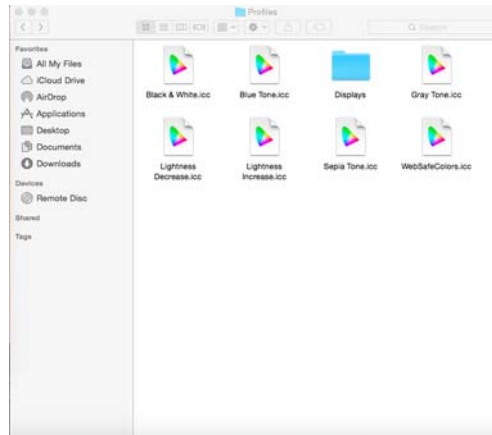 Profiles
Search
Favorites
All My Files
iCloud Drive
AirDrop
Applications
Desktop
Documents
Downloads
Devices
Remote Disc
Shared
Tags
Black & White.icc
Blue Tone.icc
Displays
Gray Tone.icc
Lightness
Decrease.icc
Lightness
Increase.icc
Sepia Tone.icc
WebSafeColors.icc